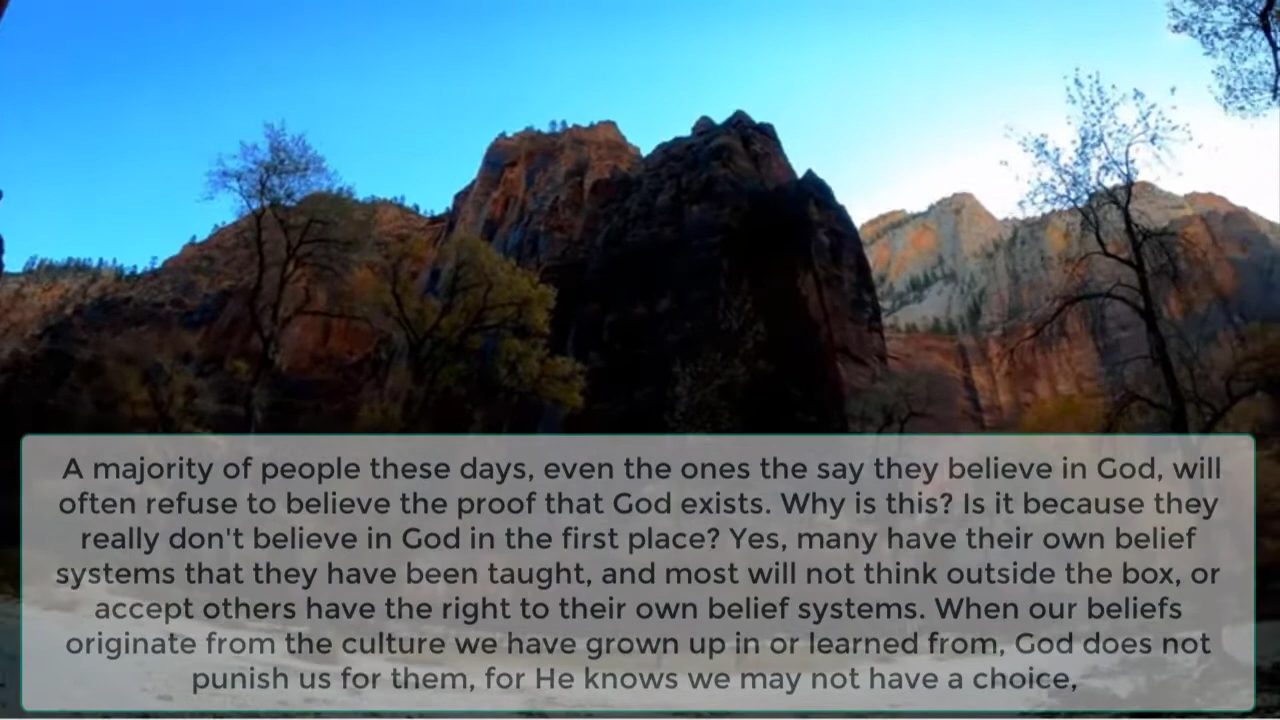 A majority of people these days, even the ones the say they believe in God, will
often refuse to believe the proof that God exists. Why is this? Is it because they
really don't believe in God in the first place? Yes, many have their own belief
systems that they have been taught, and most will not think outside the box, or
accept others have the right to their own belief systems. When our beliefs
originate from the culture we have grown up in or learned from, God does not
punish us for them, for He knows we may not have a choice,